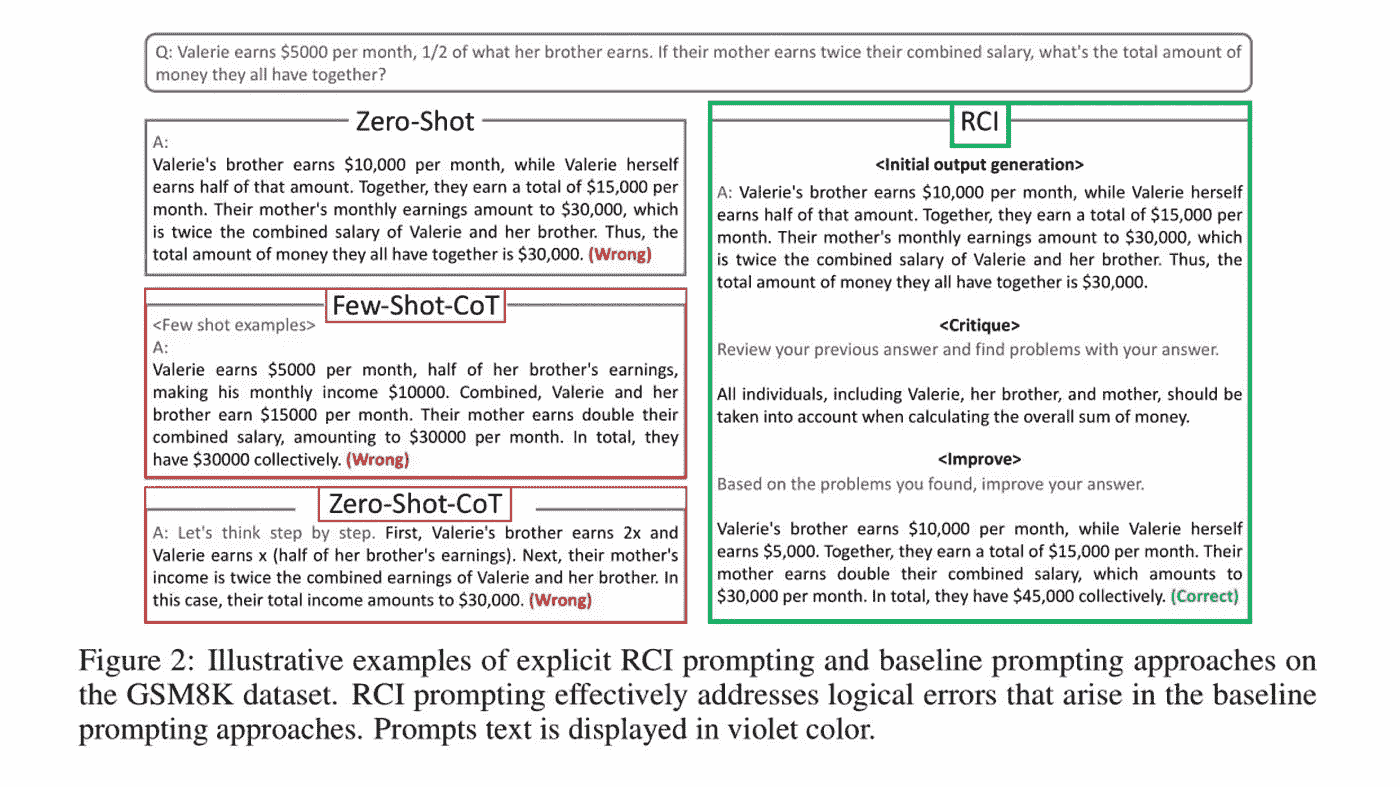 Q: Valerie earns $5000 per month, 1/2 of what her brother earns. If their mother earns twice their combined salary, what's the total amount of
money they all have together?
Zero-Shot
A:
Valerie's brother earns $10,000 per month, while Valerie herself
earns half of that amount. Together, they earn a total of $15,000 per
month. Their mother's monthly earnings amount to $30,000, which
is twice the combined salary of Valerie and her brother. Thus, the
total amount of money they all have together is $30,000. (Wrong)
Few-Shot-CoT
<Few shot examples>
A:
Valerie earns $5000 per month, half of her brother's earnings,
making his monthly income $10000. Combined, Valerie and her
brother earn $15000 per month. Their mother earns double their
combined salary, amounting to $30000 per month. In total, they
have $30000 collectively. (Wrong)
Zero-Shot-CoT
A: Let's think step by step. First, Valerie's brother earns 2x and
Valerie earns x (half of her brother's earnings). Next, their mother's
income is twice the combined earnings of Valerie and her brother. In
this case, their total income amounts to $30,000. (Wrong)
RCI
<Initial output generation>
A: Valerie's brother earns $10,000 per month, while Valerie herself
earns half of that amount. Together, they earn a total of $15,000 per
month. Their mother's monthly earnings amount to $30,000, which
is twice the combined salary of Valerie and her brother. Thus, the
total amount of money they all have together is $30,000.
<Critique>
Review your previous answer and find problems with your answer.
All individuals, including Valerie, her brother, and mother, should be
taken into account when calculating the overall sum of money.
<Improve>
Based on the problems you found, improve your answer.
Valerie's brother earns $10,000 per month, while Valerie herself
earns $5,000. Together, they earn a total of $15,000 per month. Their
mother earns double their combined salary, which amounts to
$30,000 per month. In total, they have $45,000 collectively. (Correct)
Figure 2: Illustrative examples of explicit RCI prompting and baseline prompting approaches on
the GSM8K dataset. RCI prompting effectively addresses logical errors that arise in the baseline
prompting approaches. Prompts text is displayed in violet color.